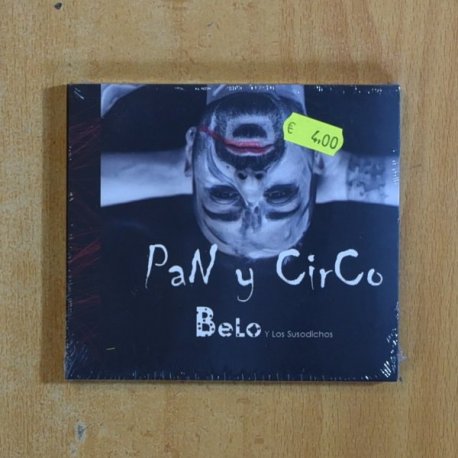 € 4,00
PaN y CirCo
BeLo Y Los Susodichos